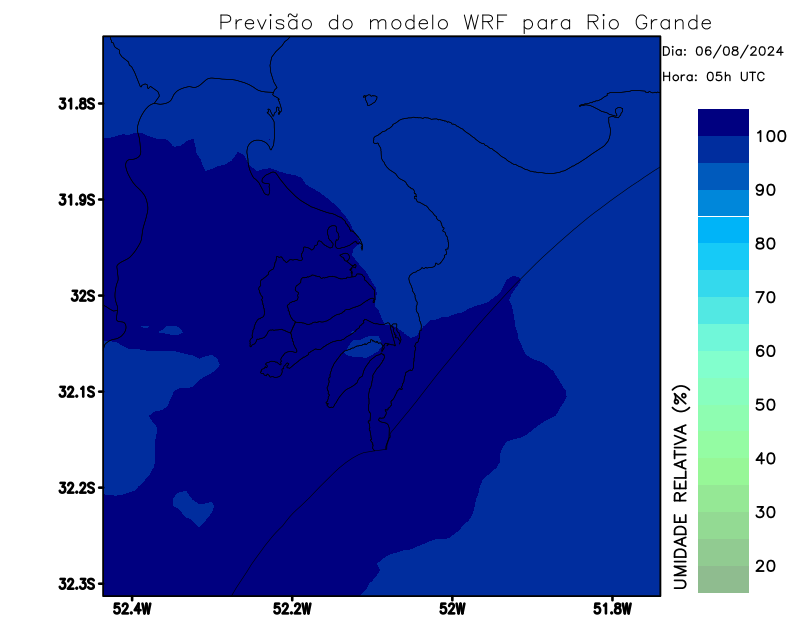 Previsão do modelo WRF para Rio Grande
Dia: 06/08/2024
Hora: 05h UTC
31.8S
31.9S
32S
32.1S
32.2S
32.3S
52.4W
52.2W
52W
51.8W
UMIDADE RELATIVA (%)
100
90
80
70
60
50
40
30
20